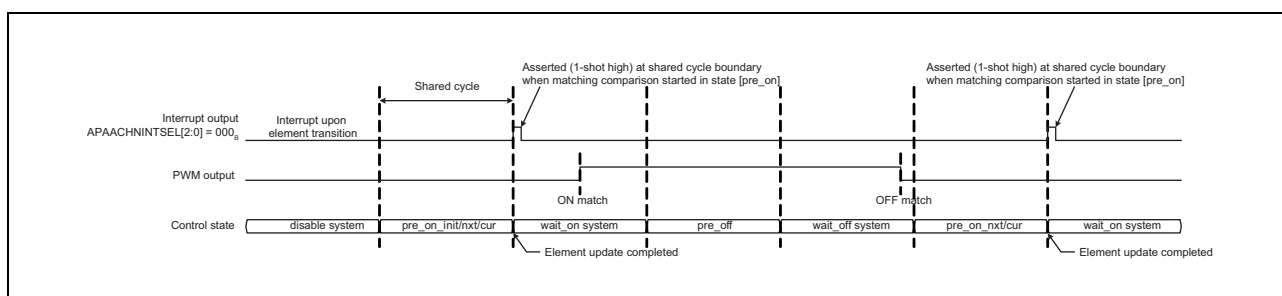 Asserted (1-shot high) at shared cycle boundary
when matching comparison started in state [pre_on]
Asserted (1-shot high) at shared cycle boundary
when matching comparison started in state [pre_on]
Shared cycle
Interrupt output
APAACHNINTSEL[2:0] = 000B
Interrupt upon
element transition
PWM output
ON match
OFF match
Control state
disable system
pre_on_init/nxt/cur
wait_on system
pre_off
wait_off system
pre_on_nxt/cur
wait_on system
Element update completed
Element update completed